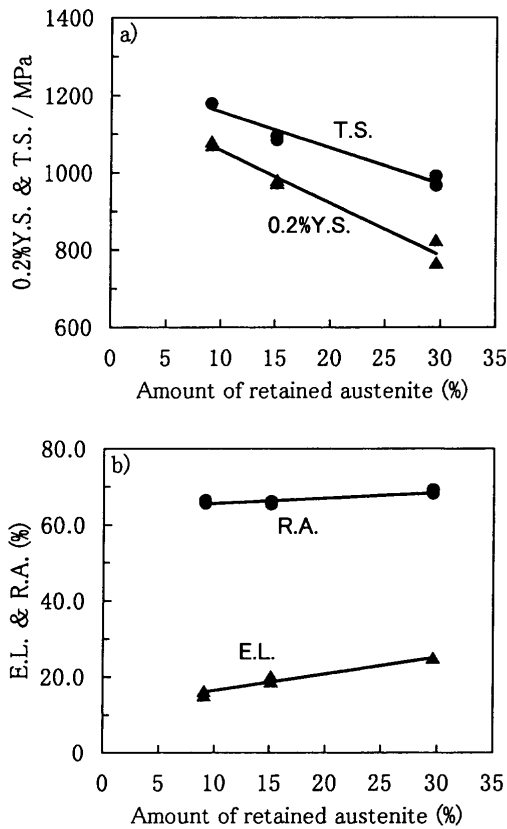 a)
1400
1200
1000
800
600
0.2%Y.S. & T.S. / MPa
T.S.
0.2%Y.S.
0 5 10 15 20 25 30 35
Amount of retained austenite (%)
b)
80.0
60.0
40.0
20.0
0
E.L. & R.A. (%)
R.A.
E.L.
0 5 10 15 20 25 30 35
Amount of retained austenite (%)